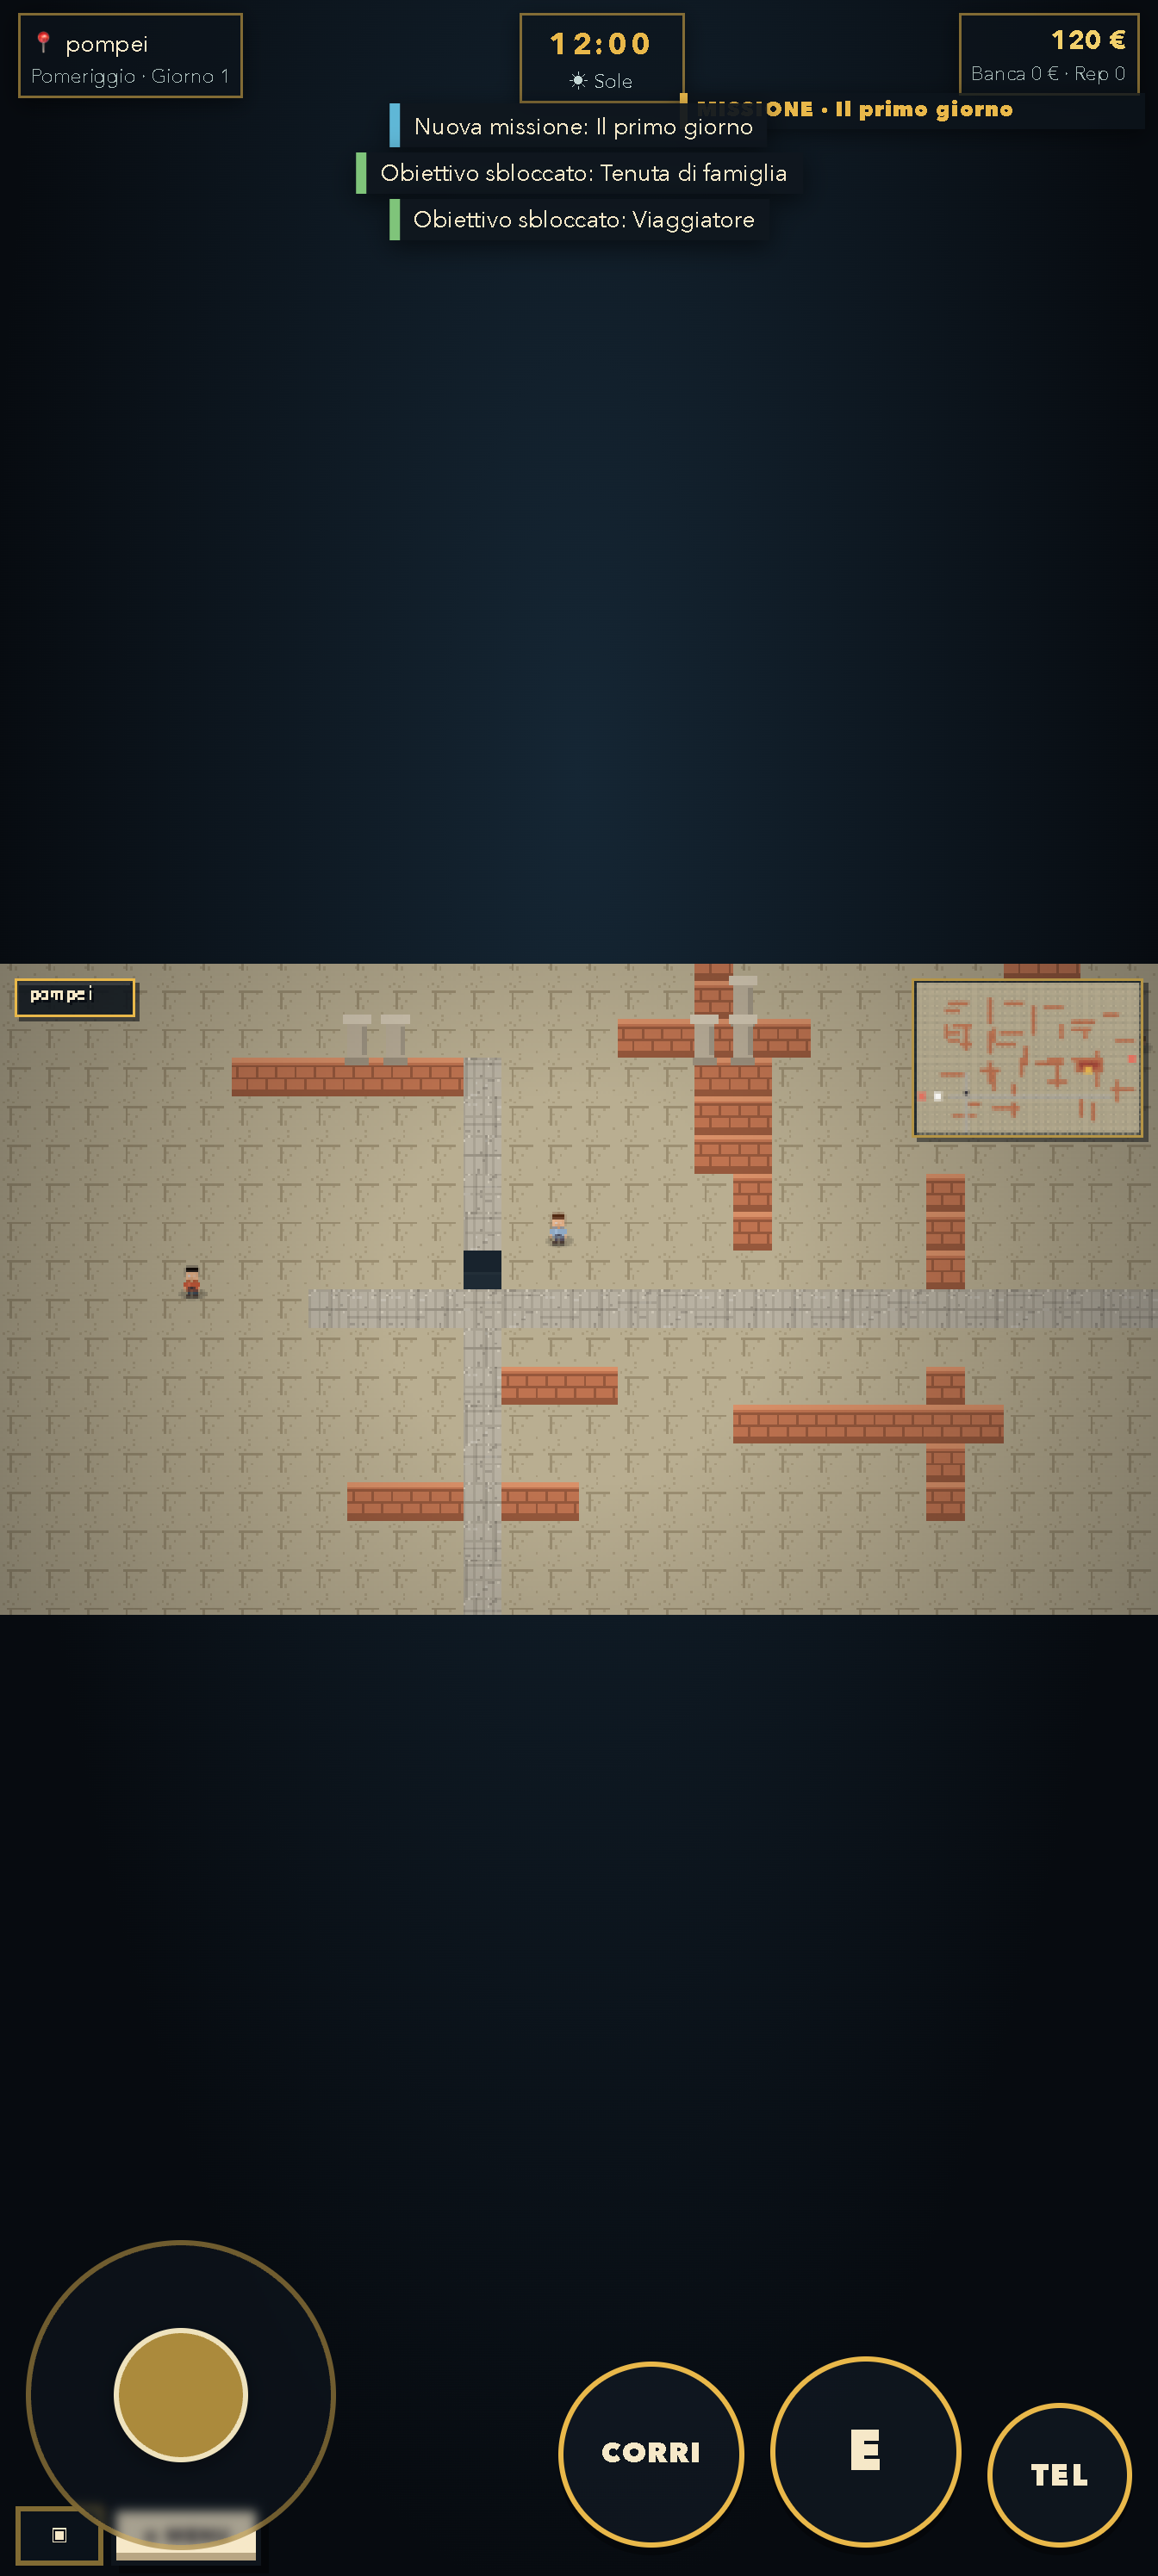 📍 pompei
Pomeriggio · Giorno 1
12:00
☀ Sole
120 €
Banca 0 € · Rep 0
MISSIONE · Il primo giorno
Nuova missione: Il primo giorno
Obiettivo sbloccato: Tenuta di famiglia
Obiettivo sbloccato: Viaggiatore
pompei
CORRI
E
TEL